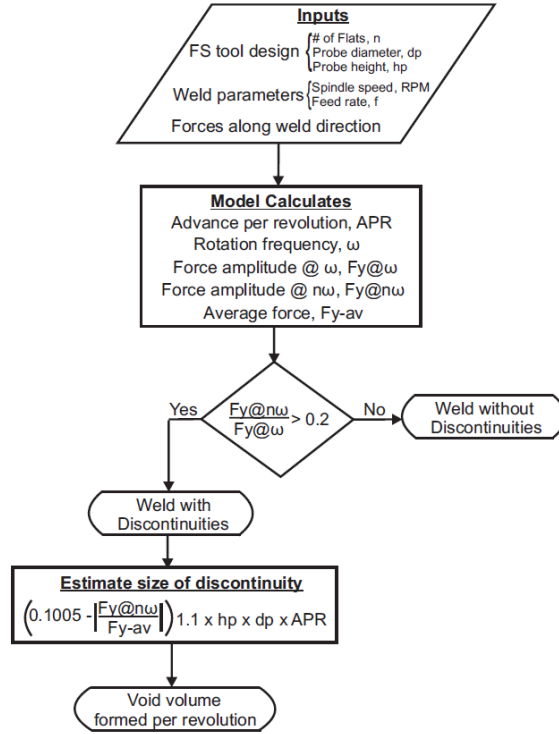 Inputs
FS tool design { # of Flats, n
Probe diameter, dp
Probe height, hp
Weld parameters { Spindle speed, RPM
Feed rate, f
Forces along weld direction
Model Calculates
Advance per revolution, APR
Rotation frequency, ω
Force amplitude @ ω, Fy@ω
Force amplitude @ nω, Fy@nω
Average force, Fy-av
Yes
Fy@nω
Fy@ω
> 0.2
No
Weld without
Discontinuities
Weld with
Discontinuities
Estimate size of discontinuity
(0.1005 - |Fy@nω / Fy-av|) 1.1 x hp x dp x APR
Void volume
formed per revolution